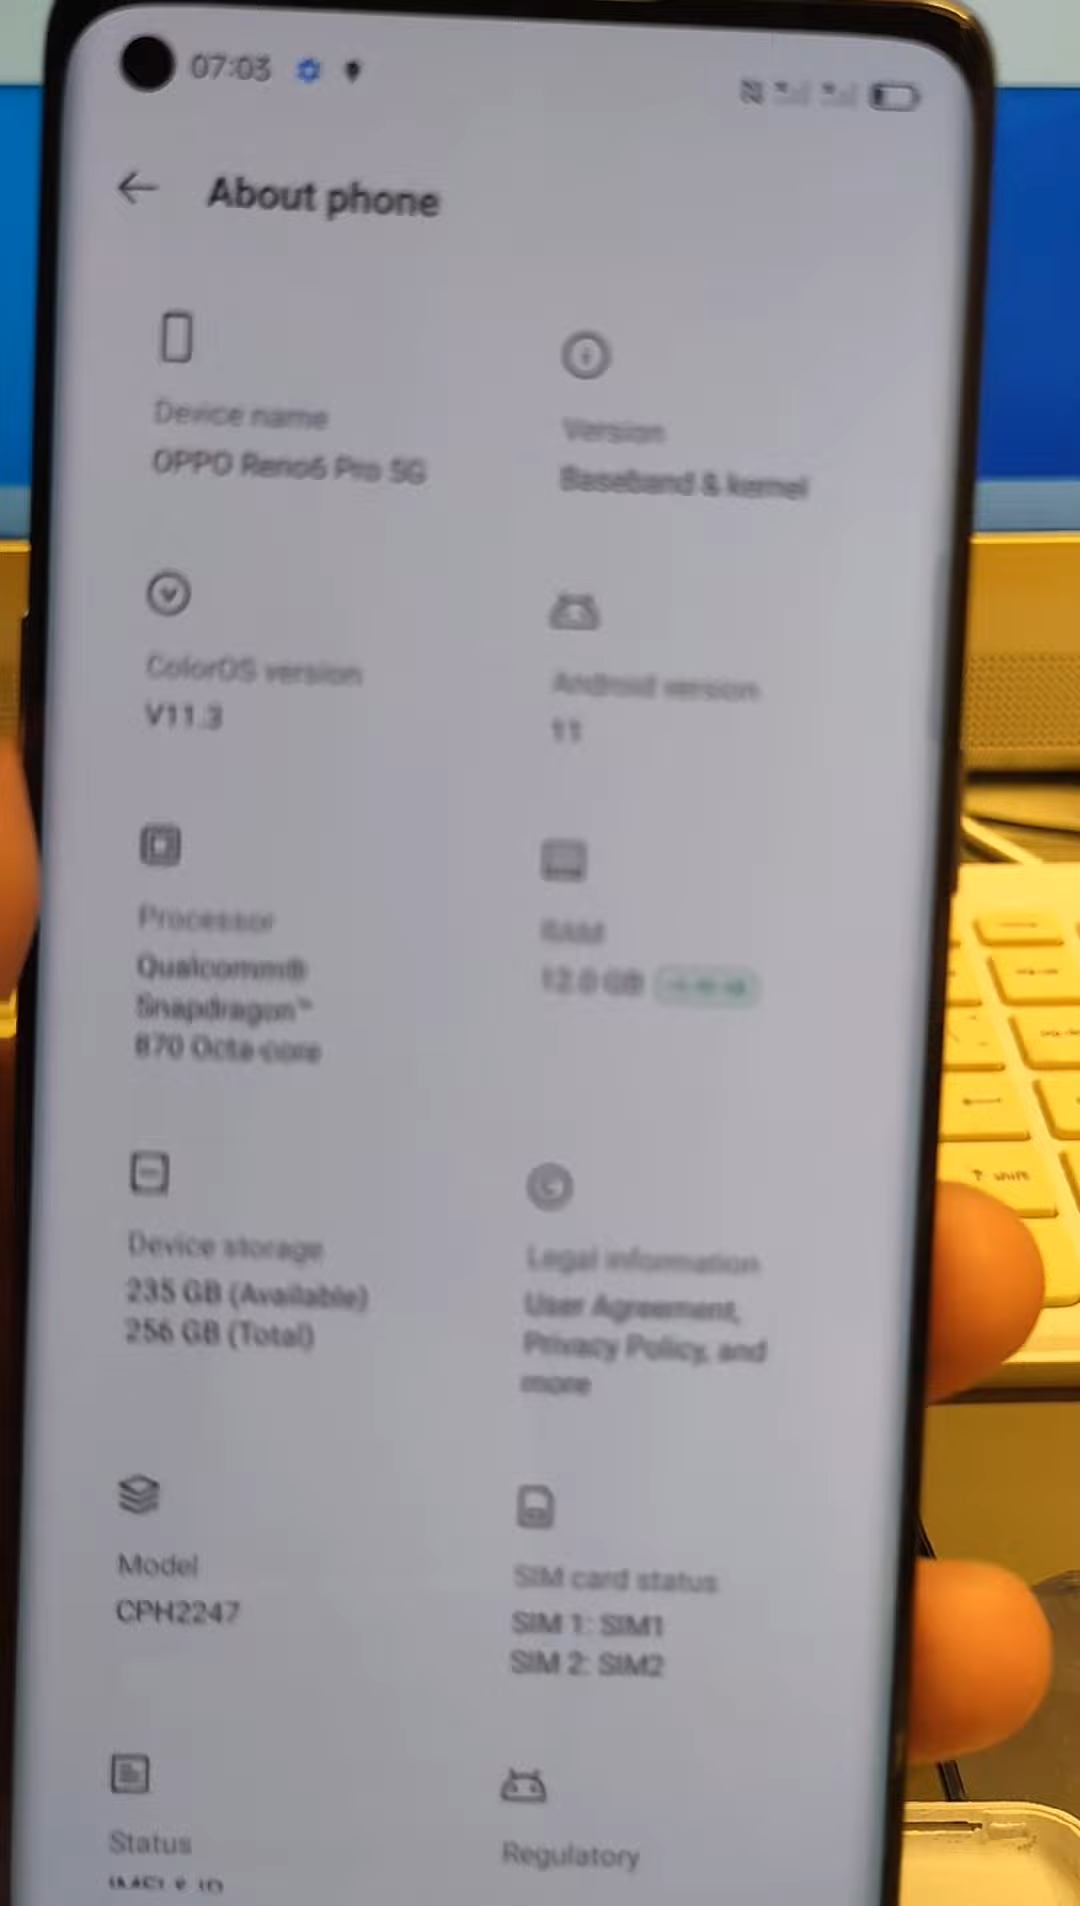 07:03
About phone
Device name
OPPO Reno6 Pro 5G
Version
Baseband & kernel
ColorOS version
V11.3
Android version
11
Processor
Qualcomm®
Snapdragon™
870 Octa-core
RAM
12.0 GB
Device storage
235 GB (Available)
256 GB (Total)
Legal information
User Agreement,
Privacy Policy, and
more
Model
CPH2247
SIM card status
SIM 1: SIM1
SIM 2: SIM2
Status
Regulatory
shift